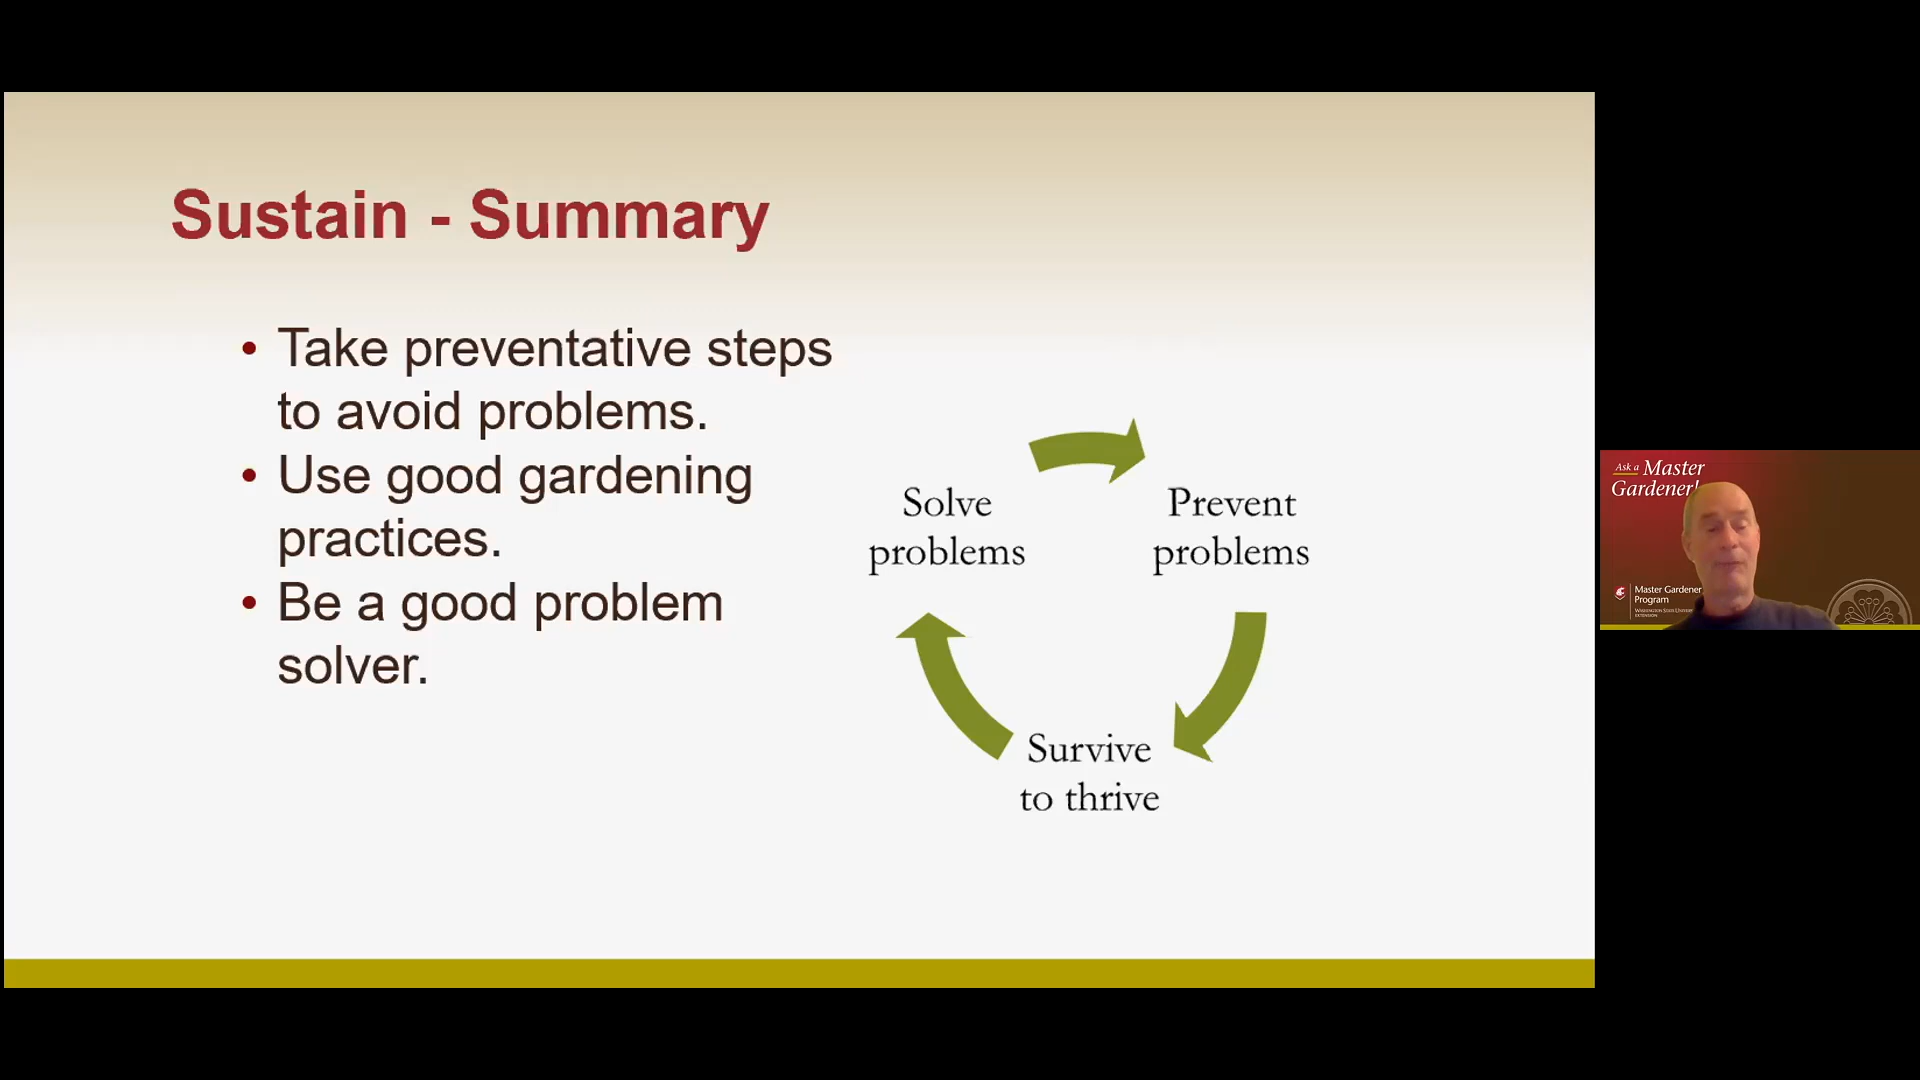 Sustain - Summary
• Take preventative steps
to avoid problems.
• Use good gardening
practices.
• Be a good problem
solver.
Solve
problems
Prevent
problems
Survive
to thrive
Ask a Master
Gardener!
Master Gardener
Program
EXTENSION